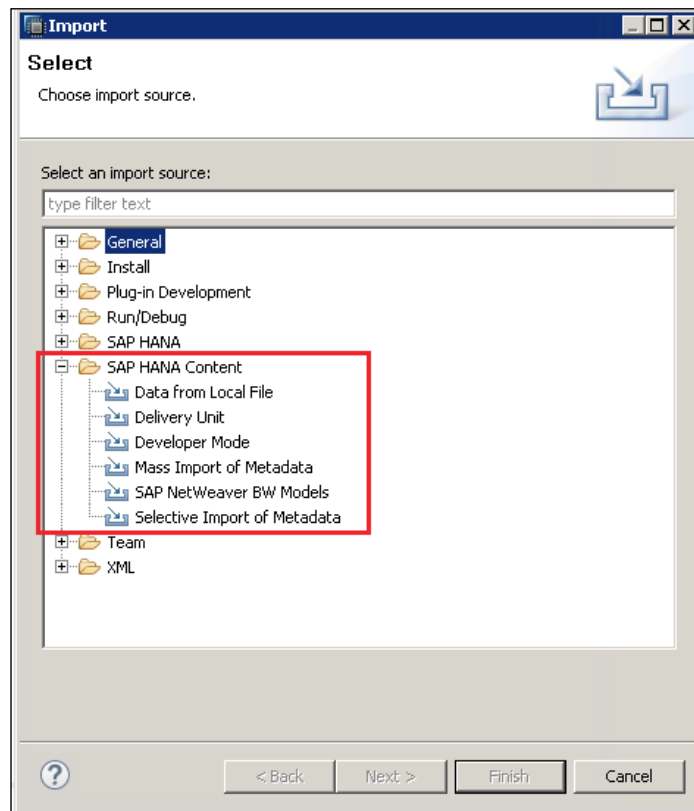 Import
Select
Choose import source.
Select an import source:
type filter text
General
Install
Plug-in Development
Run/Debug
SAP HANA
SAP HANA Content
Data from Local File
Delivery Unit
Developer Mode
Mass Import of Metadata
SAP NetWeaver BW Models
Selective Import of Metadata
Team
XML
?
< Back Next > Finish Cancel